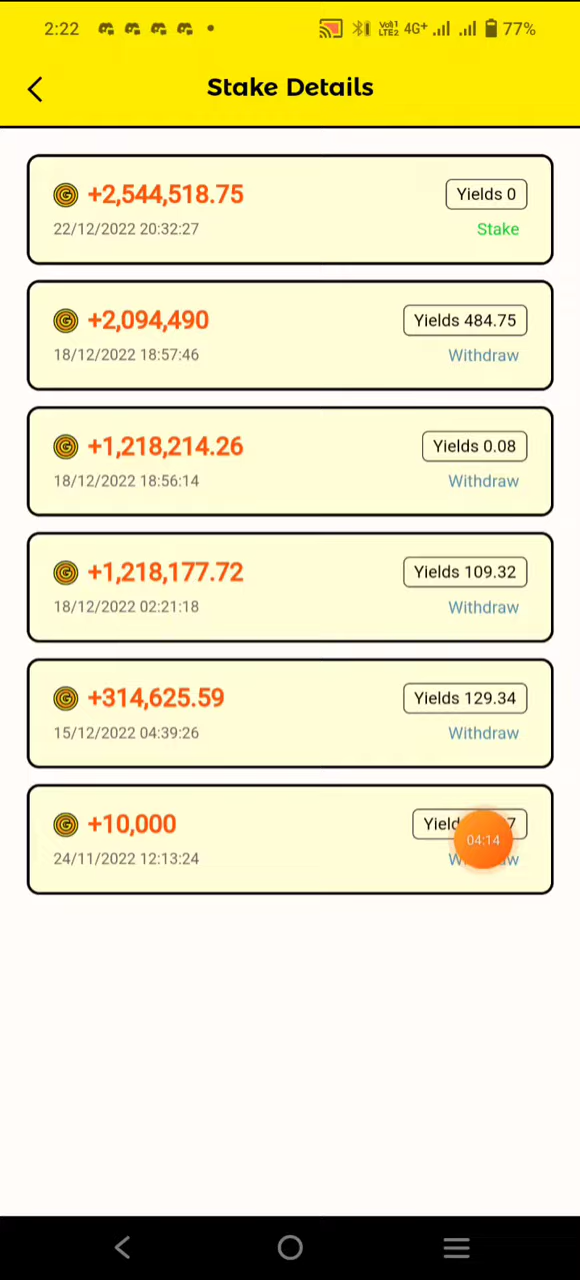 2:22 Vo1) LTE2 4G+ 77%
Stake Details
+2,544,518.75 Yields 0
22/12/2022 20:32:27 Stake
+2,094,490 Yields 484.75
18/12/2022 18:57:46 Withdraw
+1,218,214.26 Yields 0.08
18/12/2022 18:56:14 Withdraw
+1,218,177.72 Yields 109.32
18/12/2022 02:21:18 Withdraw
+314,625.59 Yields 129.34
15/12/2022 04:39:26 Withdraw
+10,000
24/11/2022 12:13:24
04:14